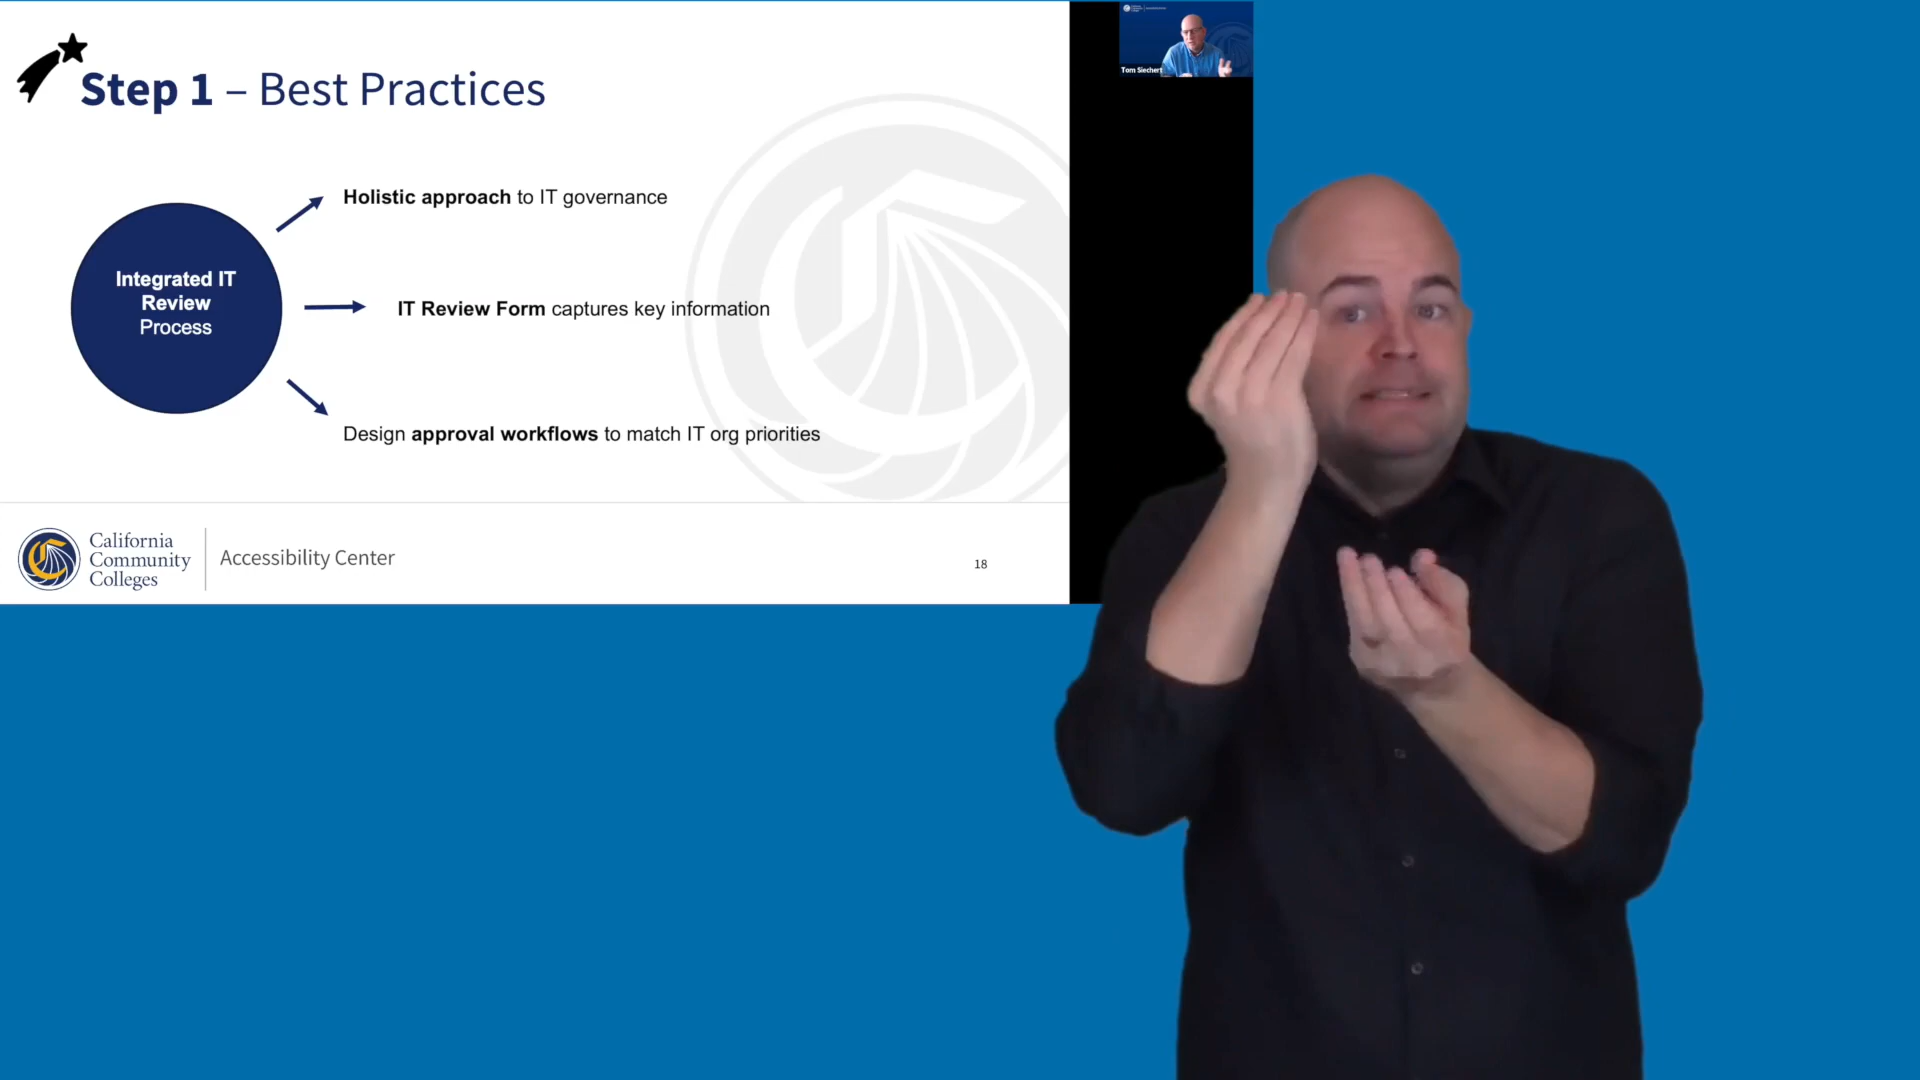 Step 1 – Best Practices
Holistic approach to IT governance
Integrated IT
Review
Process
IT Review Form captures key information
Design approval workflows to match IT org priorities
California
Community
Colleges
Accessibility Center
18
Tom Siechert